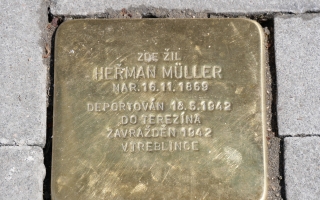 ZDE ŽIL
HEŘMAN MÜLLER
NAR. 16.11.1869
DEPORTOVÁN 18.5.1942
DO TEREZÍNA
ZAVRAŽDĚN 1942
V TREBLINCE